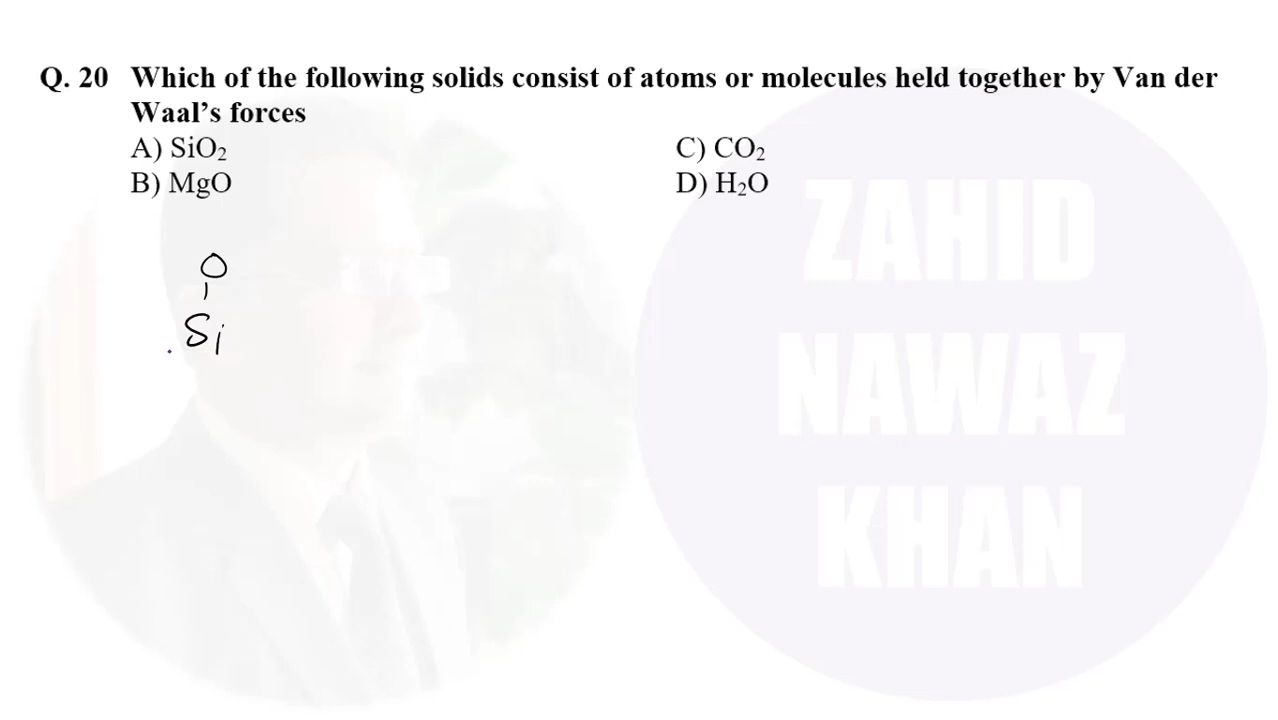 Q. 20 Which of the following solids consist of atoms or molecules held together by Van der
Waal’s forces
A) SiO₂ C) CO₂
B) MgO D) H₂O
O
Si
ZAHID
NAWAZ
KHAN